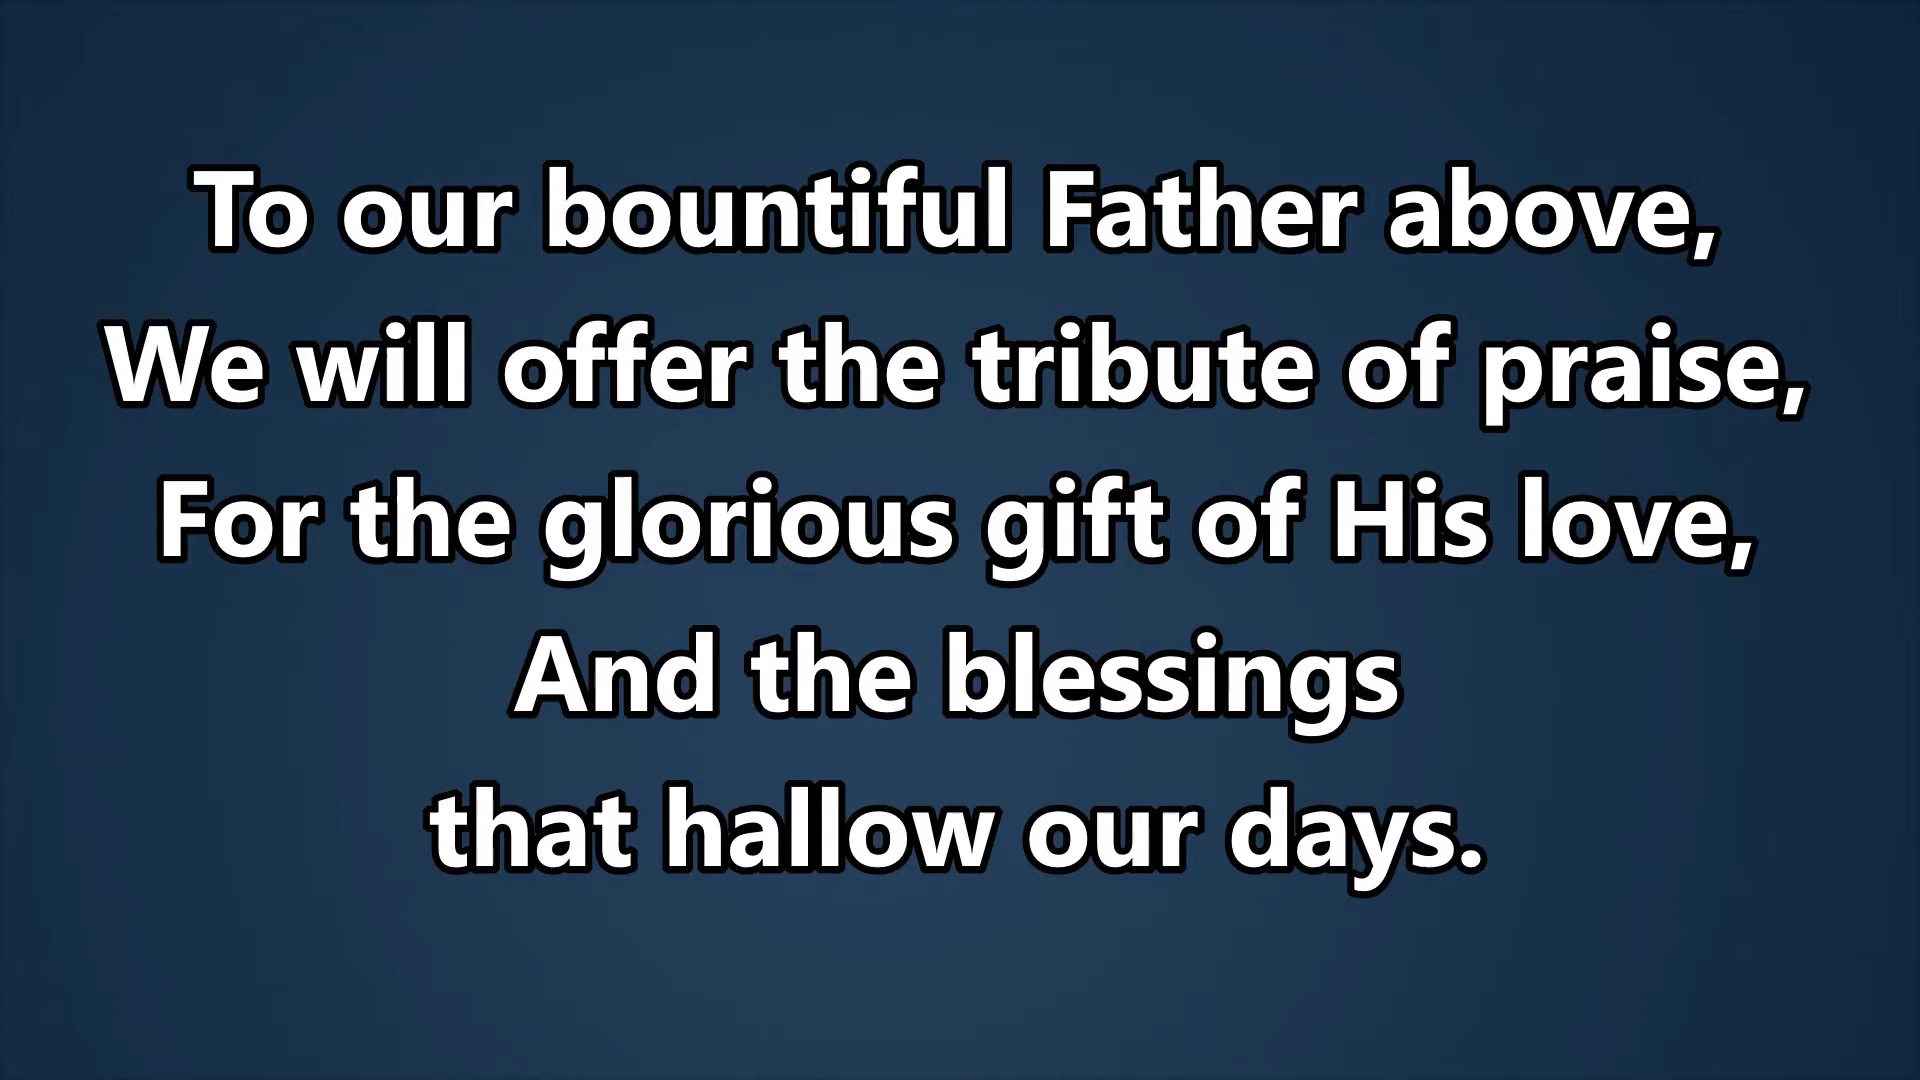 To our bountiful Father above,
We will offer the tribute of praise,
For the glorious gift of His love,
And the blessings
that hallow our days.